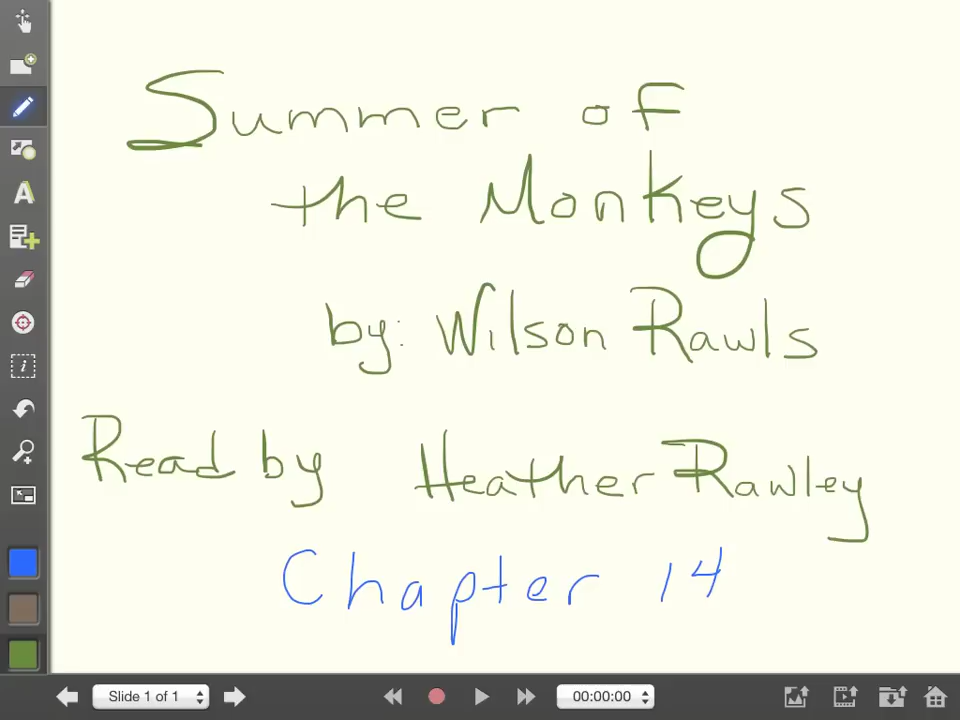 Summer of
the Monkeys
by: Wilson Rawls
Read by Heather Rawley
Chapter 14
A
i
Slide 1 of 1
00:00:00